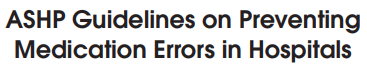 ASHP Guidelines on Preventing
Medication Errors in Hospitals